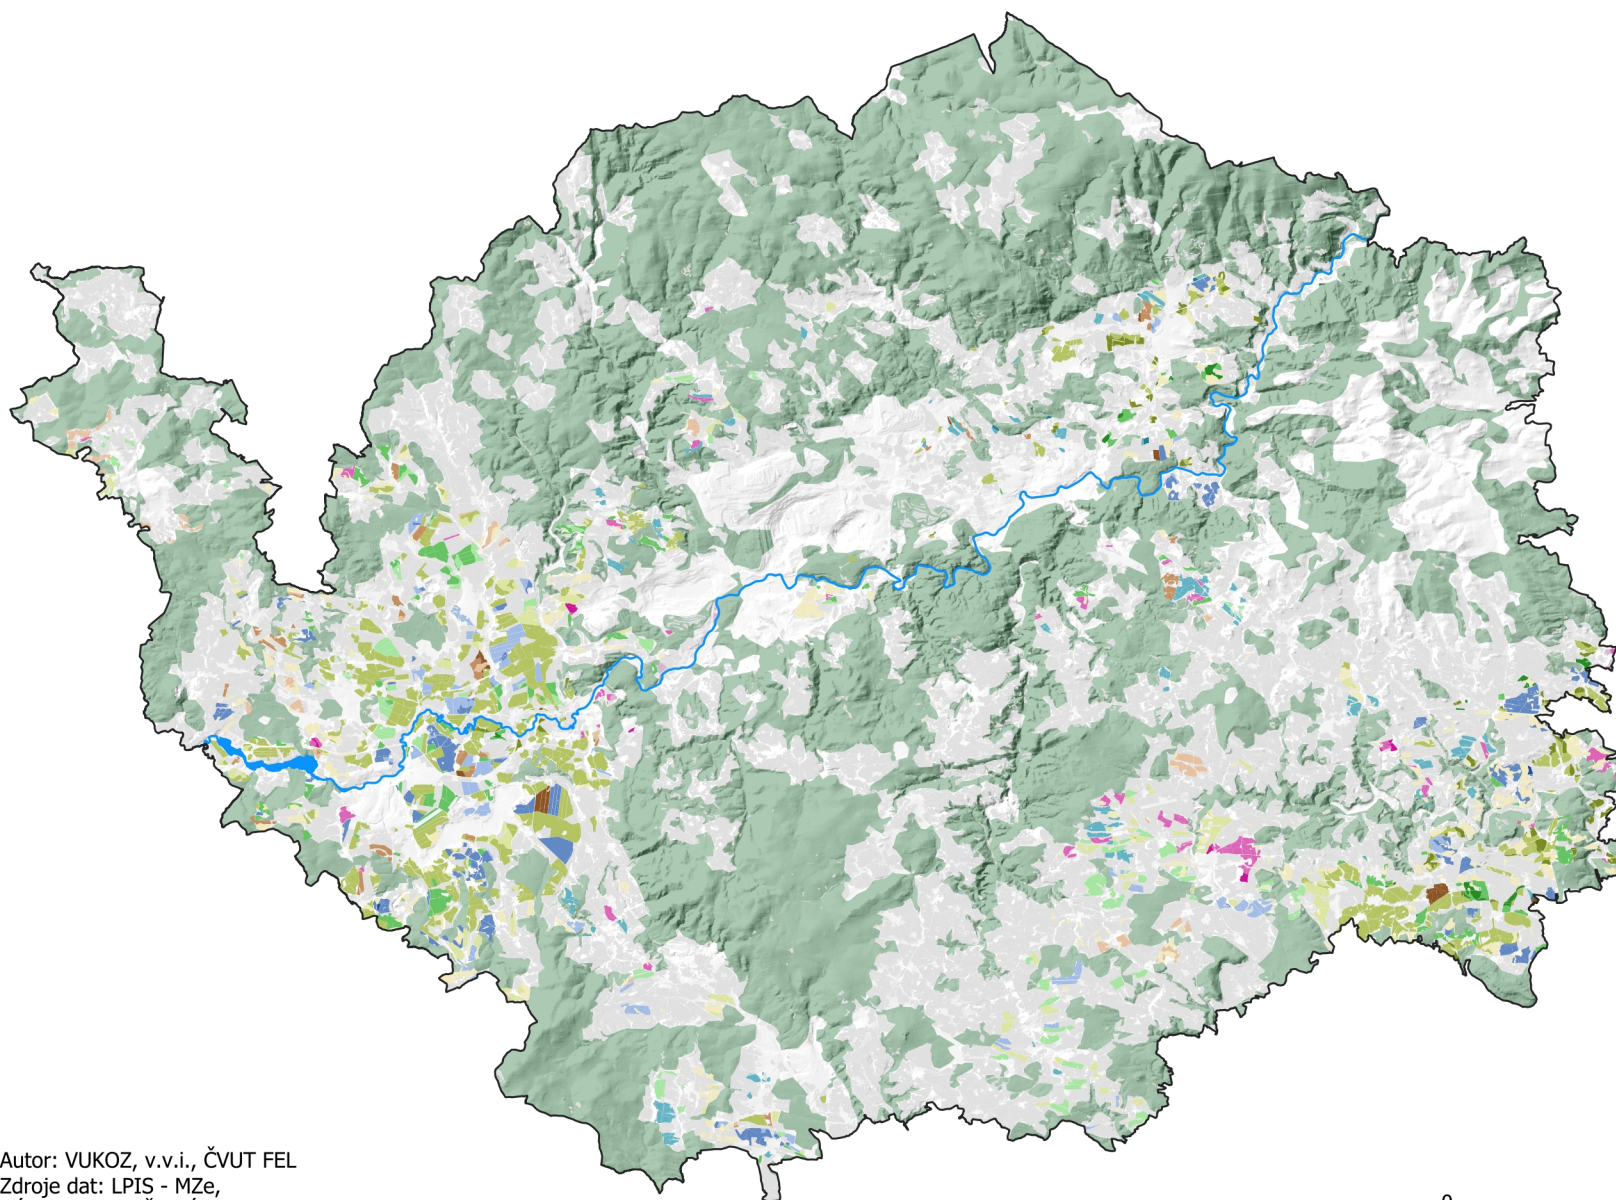 Autor: VUKOZ, v.v.i., ČVUT FEL
Zdroje dat: LPIS - MZe,